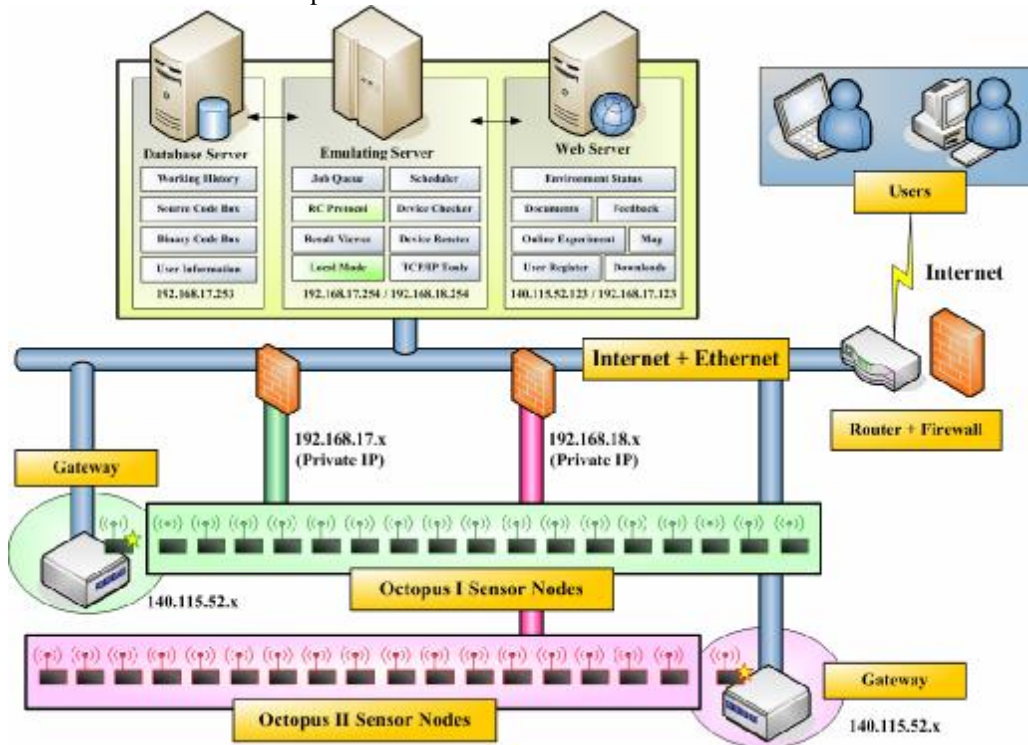 Database Server
Working History
Source Code Box
Binary Code Box
User Information
192.168.17.253
Emulating Server
Job Queue
Scheduler
RC Protocol
Device Checker
Result Viewer
Device Reseter
Local Mode
TCP/IP Tools
192.168.17.254 / 192.168.18.254
Web Server
Environment Status
Documents
Feedback
Online Experiment
Map
User Register
Downloads
140.115.52.123 / 192.168.17.123
Users
Internet
Internet + Ethernet
Router + Firewall
192.168.17.x
(Private IP)
192.168.18.x
(Private IP)
Gateway
140.115.52.x
Octopus I Sensor Nodes
Octopus II Sensor Nodes
Gateway
140.115.52.x